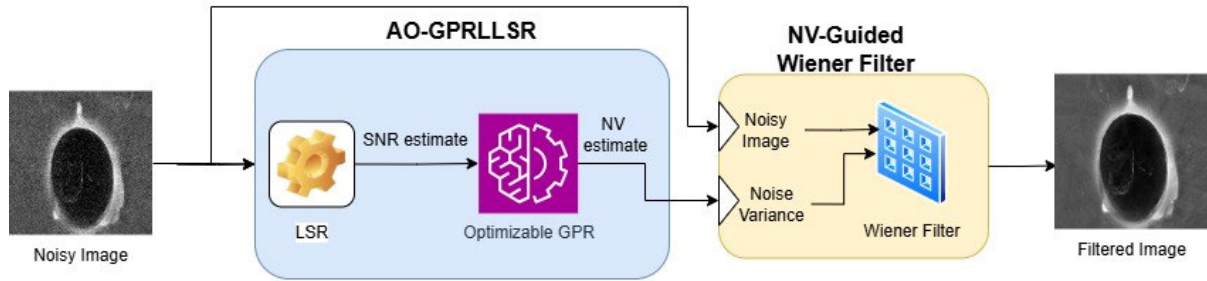 AO-GPRLLSR
NV-Guided
Wiener Filter
Noisy Image
LSR
SNR estimate
Optimizable GPR
NV
estimate
Noisy
Image
Noise
Variance
Wiener Filter
Filtered Image